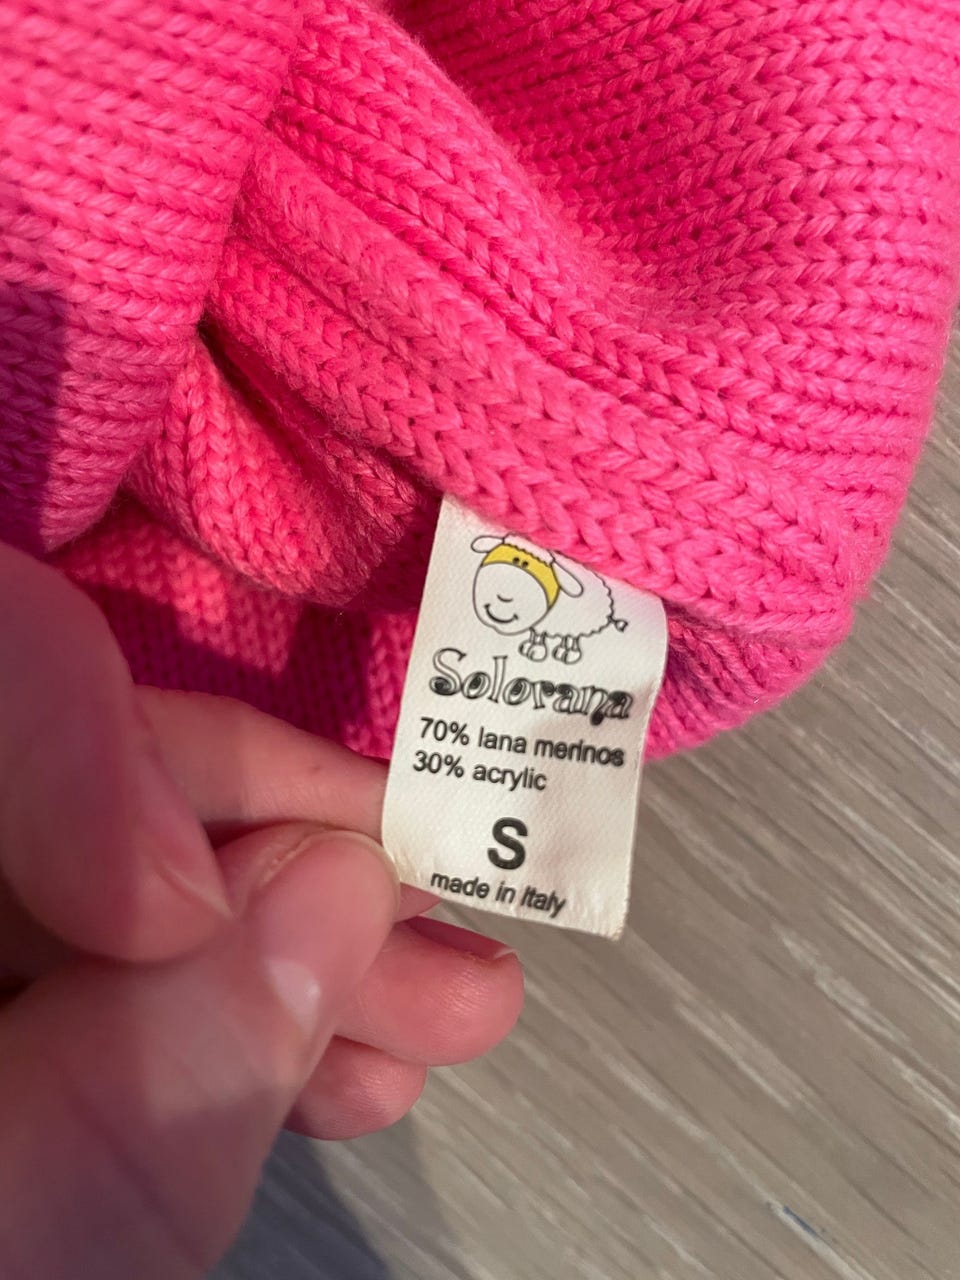 Solorana
70% lana merinos
30% acrylic
S
made in Italy